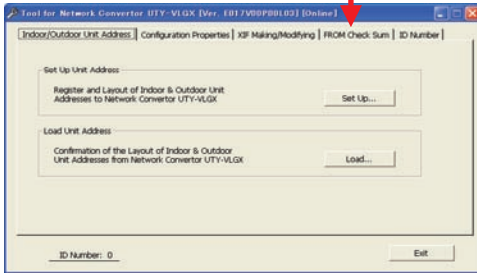 Tool for Network Convertor UTY-VLGX [Ver. E017V00P00L03] [Online]
Indoor/Outdoor Unit Address | Configuration Properties | XIF Making/Modifying | FROM Check Sum | ID Number
Set Up Unit Address
Register and Layout of Indoor & Outdoor Unit
Addresses to Network Convertor UTY-VLGX
Set Up...
Load Unit Address
Confirmation of the Layout of Indoor & Outdoor
Unit Addresses from Network Convertor UTY-VLGX
Load...
ID Number: 0
Exit